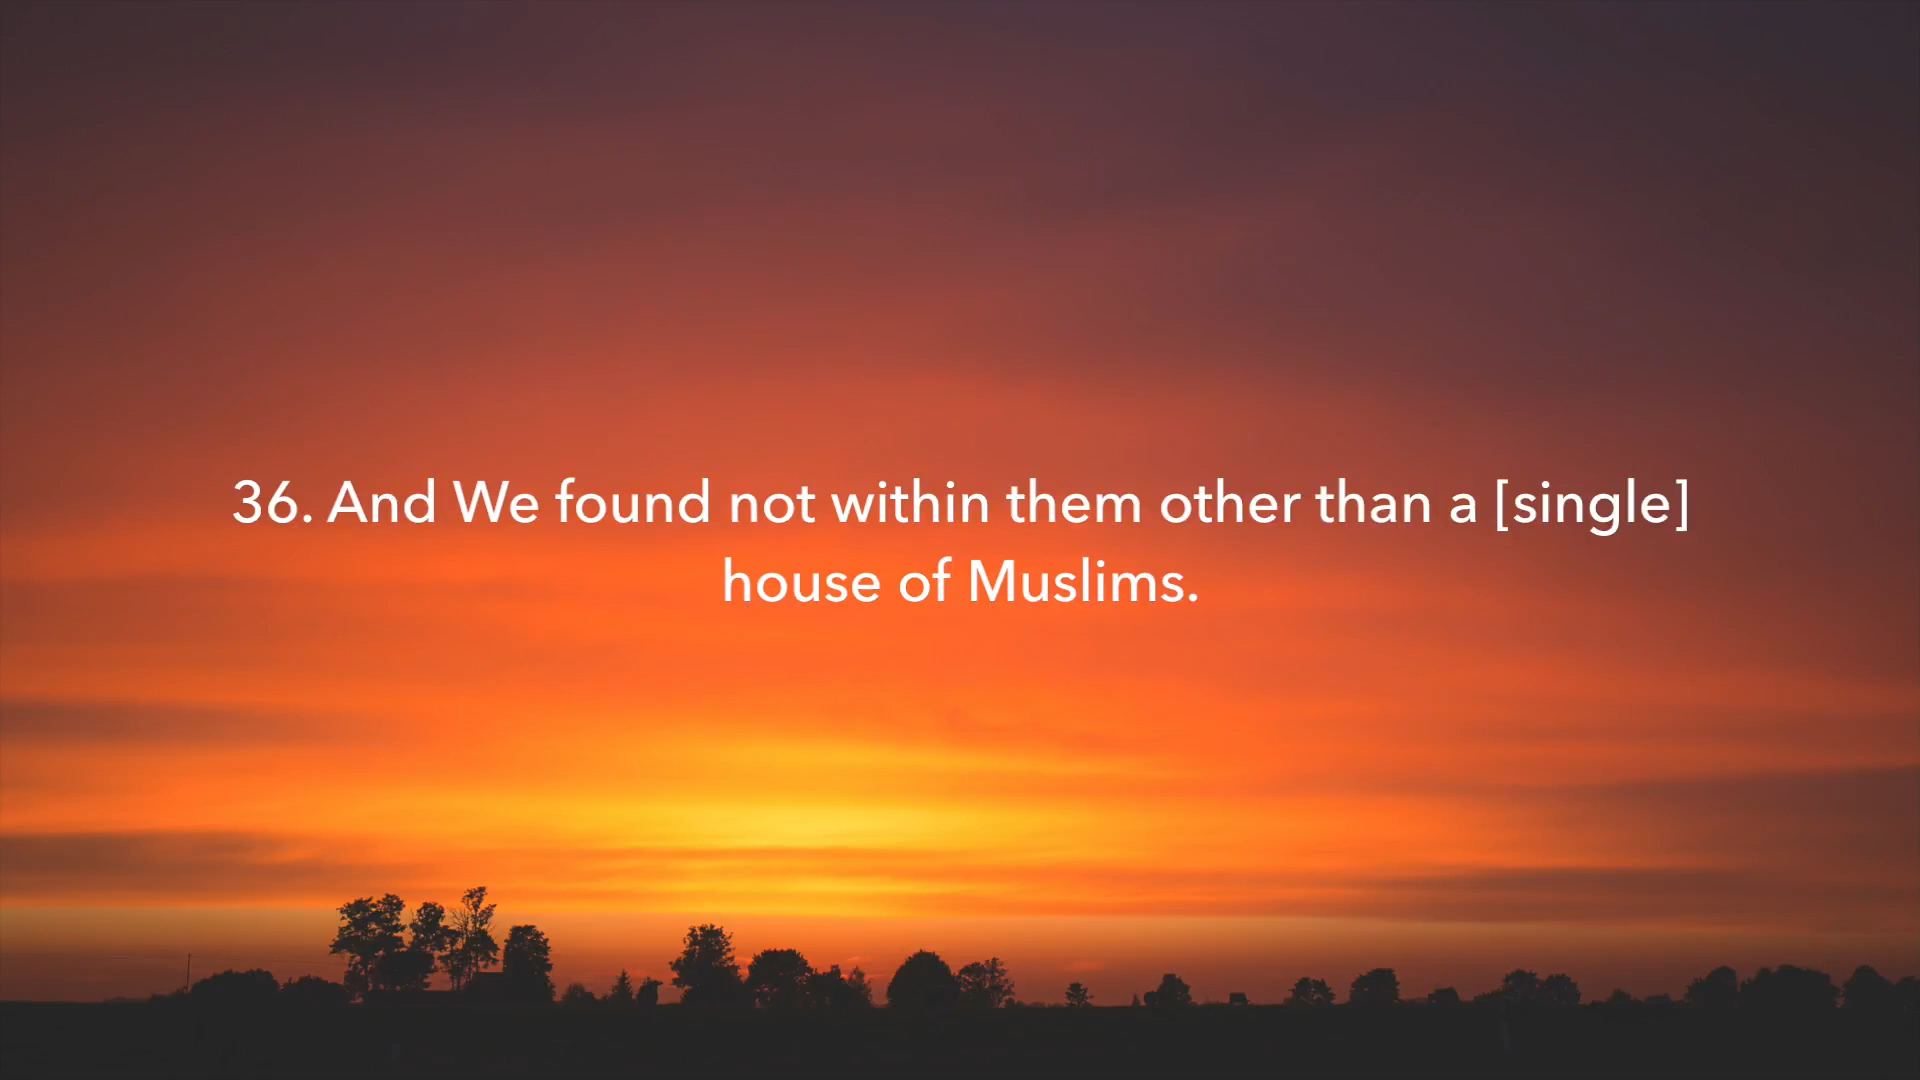 36. And We found not within them other than a [single]
house of Muslims.